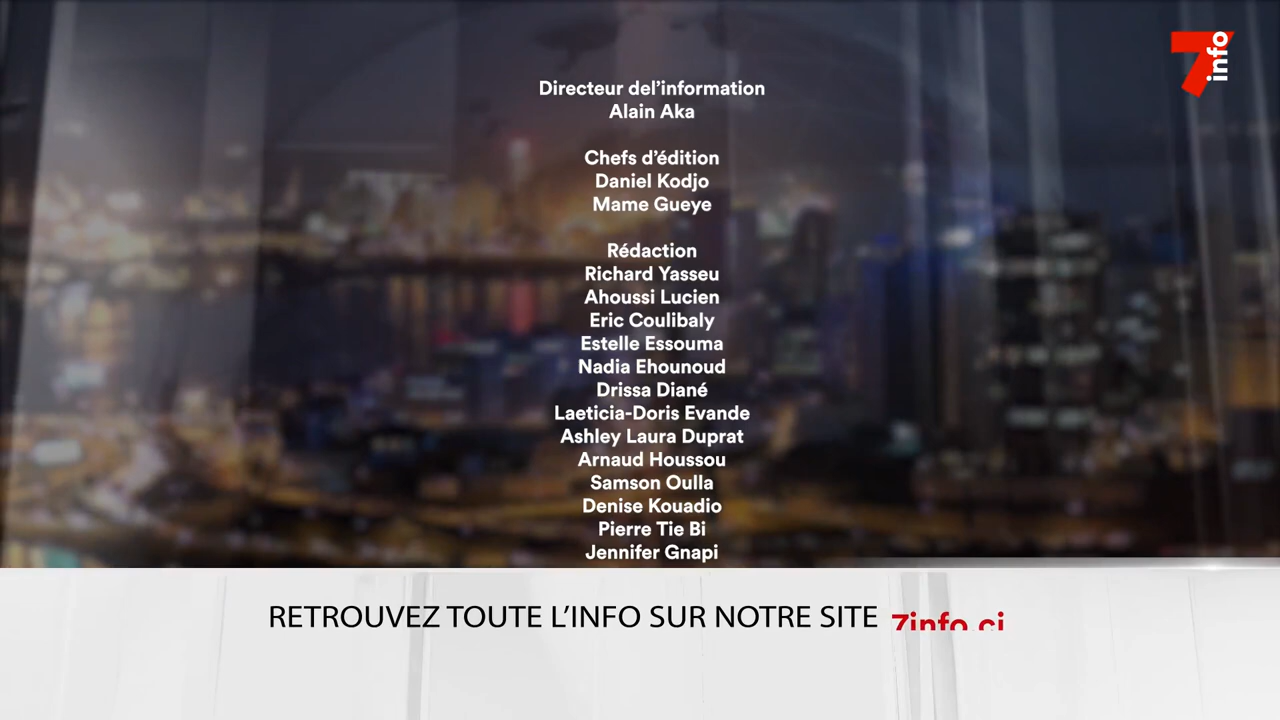 7info
Directeur del'information
Alain Aka
Chefs d'édition
Daniel Kodjo
Mame Gueye
Rédaction
Richard Yasseu
Ahoussi Lucien
Eric Coulibaly
Estelle Essouma
Nadia Ehounoud
Drissa Diané
Laeticia-Doris Evande
Ashley Laura Duprat
Arnaud Houssou
Samson Oulla
Denise Kouadio
Pierre Tie Bi
Jennifer Gnapi
RETROUVEZ TOUTE L'INFO SUR NOTRE SITE 7info.ci